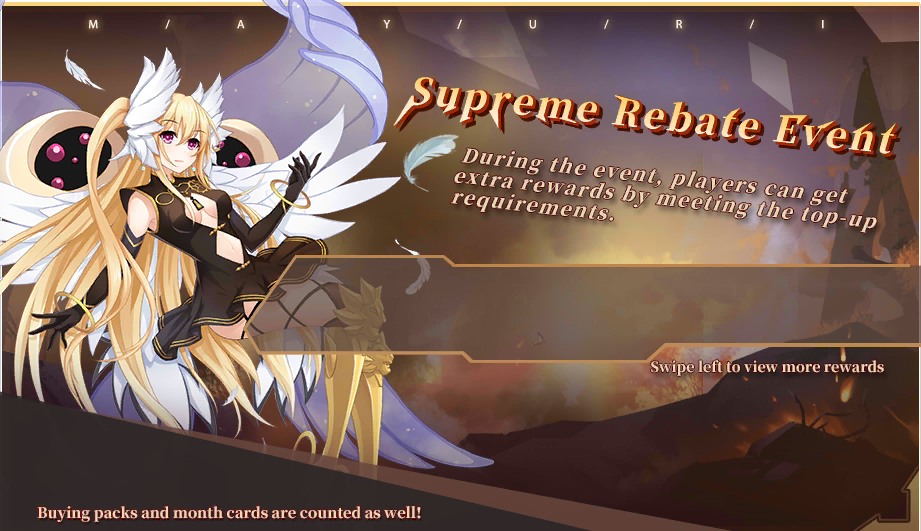 M / A / Y / U / R / I
Supreme Rebate Event
During the event, players can get
extra rewards by meeting the top-up
requirements.
Swipe left to view more rewards
Buying packs and month cards are counted as well!